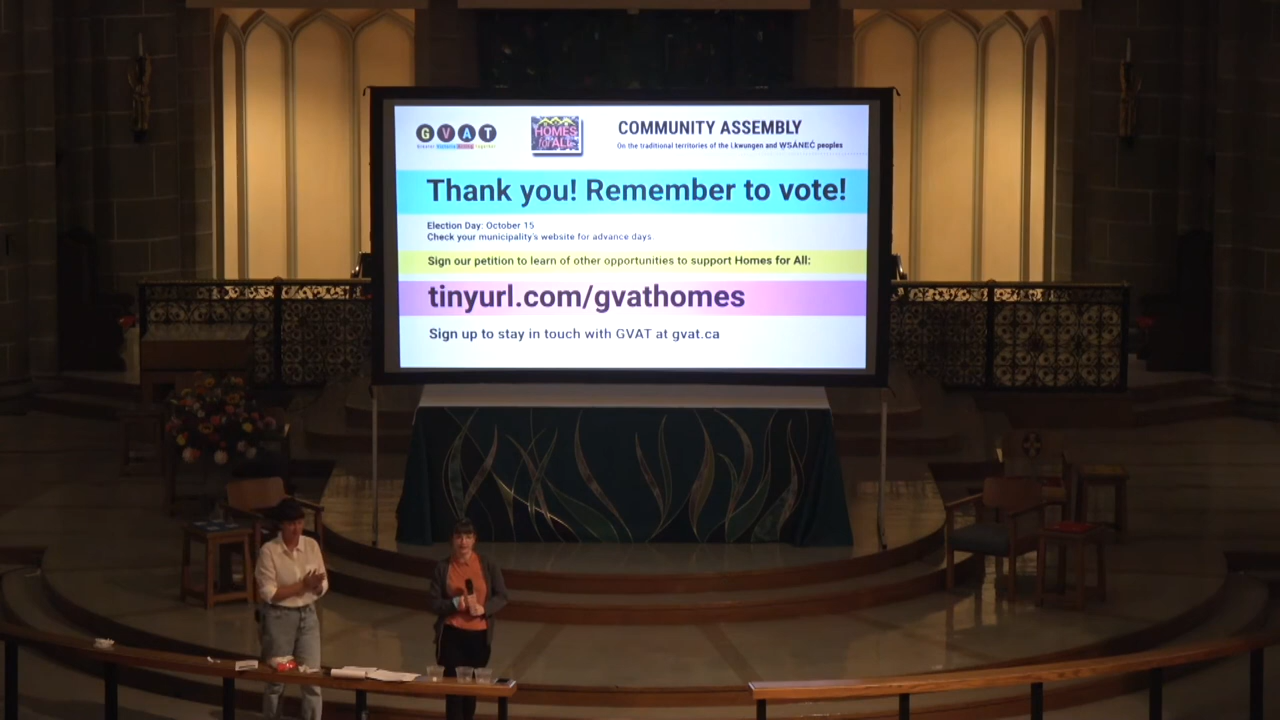 GVAT
Greater Victoria Acting Together
HOMES
for ALL
COMMUNITY ASSEMBLY
On the traditional territories of the Lkwungen and W̱SÁNEĆ peoples
Thank you! Remember to vote!
Election Day: October 15
Check your municipality's website for advance days.
Sign our petition to learn of other opportunities to support Homes for All:
tinyurl.com/gvathomes
Sign up to stay in touch with GVAT at gvat.ca